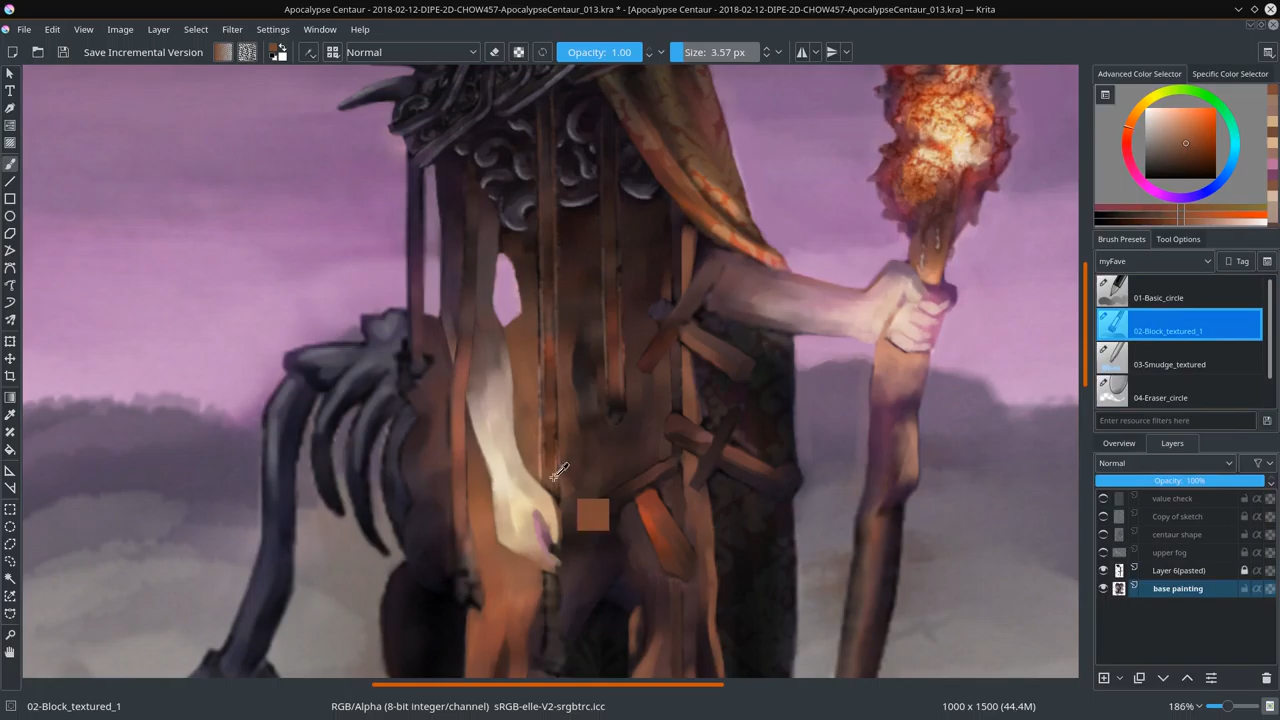 Apocalypse Centaur - 2018-02-12-DIPE-2D-CHOW457-ApocalypseCentaur_013.kra * - [Apocalypse Centaur - 2018-02-12-DIPE-2D-CHOW457-ApocalypseCentaur_013.kra] — Krita
File Edit View Image Layer Select Filter Settings Window Help
Save Incremental Version Normal Opacity: 1.00 Size: 3.57 px
Advanced Color Selector Specific Color Selector
Brush Presets Tool Options
myFave Tag
01-Basic_circle
02-Block_textured_1
03-Smudge_textured
04-Eraser_circle
Enter resource filters here
Overview Layers
Normal
Opacity: 100%
value check
Copy of sketch
centaur shape
upper fog
Layer 6(pasted)
base painting
02-Block_textured_1 RGB/Alpha (8-bit integer/channel) sRGB-elle-V2-srgbtrc.icc 1000 x 1500 (44.4M) 186%